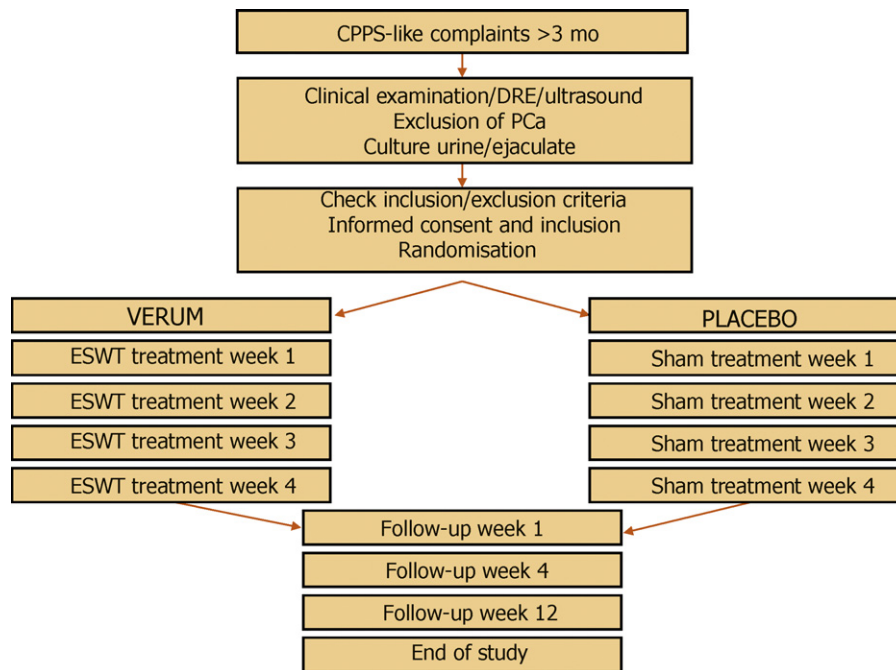 CPPS-like complaints >3 mo
Clinical examination/DRE/ultrasound
Exclusion of PCa
Culture urine/ejaculate
Check inclusion/exclusion criteria
Informed consent and inclusion
Randomisation
VERUM
ESWT treatment week 1
ESWT treatment week 2
ESWT treatment week 3
ESWT treatment week 4
PLACEBO
Sham treatment week 1
Sham treatment week 2
Sham treatment week 3
Sham treatment week 4
Follow-up week 1
Follow-up week 4
Follow-up week 12
End of study